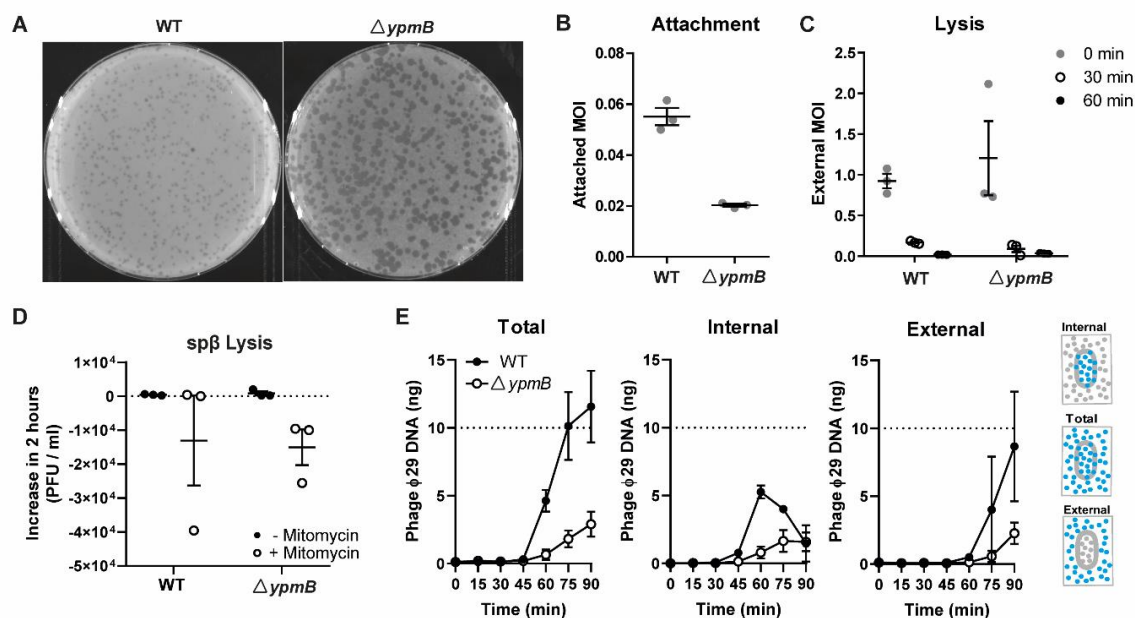 A
WT
△ypmB
B
Attachment
Attached MOI
0.08
0.06
0.04
0.02
0.00
WT
△ypmB
C
Lysis
External MOI
2.5
2.0
1.5
1.0
0.5
0.0
WT
△ypmB
0 min
30 min
60 min
D
spβ Lysis
Increase in 2 hours
(PFU / ml)
1×10⁴
0
-1×10⁴
-2×10⁴
-3×10⁴
-4×10⁴
-5×10⁴
- Mitomycin
+ Mitomycin
WT
△ypmB
E
Total
Phage ϕ29 DNA (ng)
15
10
5
0
WT
△ypmB
0 15 30 45 60 75 90
Time (min)
Internal
Phage ϕ29 DNA (ng)
15
10
5
0
0 15 30 45 60 75 90
Time (min)
External
Phage ϕ29 DNA (ng)
15
10
5
0
0 15 30 45 60 75 90
Time (min)
Internal
Total
External